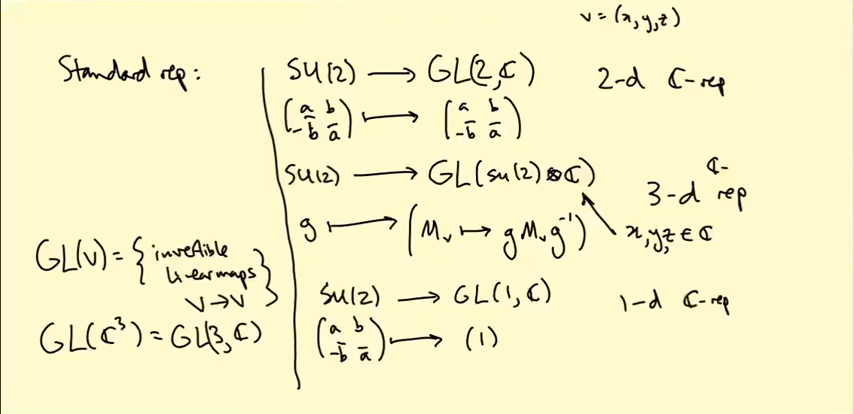 v = (x,y,z)
Standard rep:
SU(2) ⟶ GL(2,ℂ)
2-d ℂ-rep
(a b; -b̄ ā) ⟼ (a b; -b̄ ā)
SU(2) ⟶ GL(su(2)⊗ℂ)
3-d ℂ-rep
g ⟼ (M_v ↦ gM_vg⁻¹)
x,y,z ∈ ℂ
GL(V) = {invertible
linear maps
V→V}
SU(2) ⟶ GL(1,ℂ)
1-d ℂ-rep
GL(ℂ³) = GL(3,ℂ)
(a b; -b̄ ā) ⟼ (1)